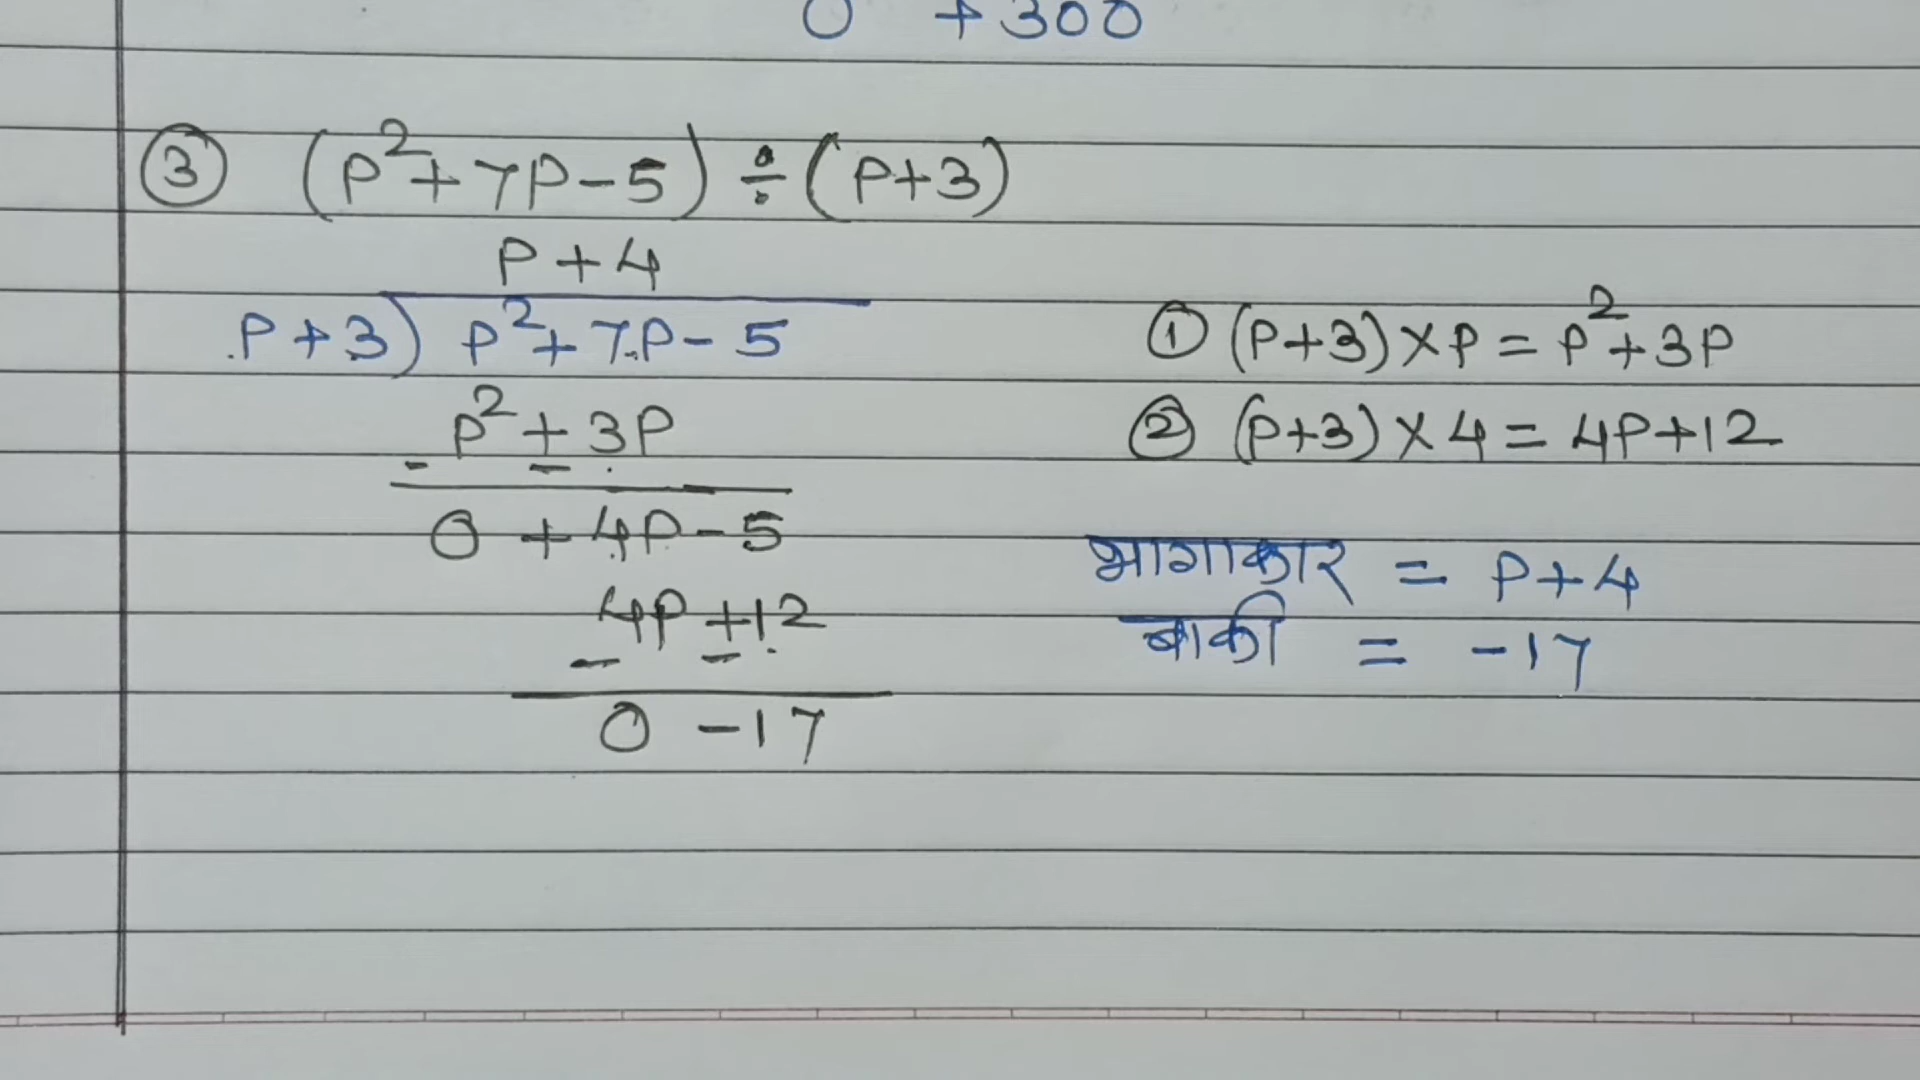 0 +300
③ (P²+7P-5) ÷ (P+3)
P+4
P+3) P²+7P-5
P²+3P
- -
0 +4P-5
4P+12
- -
0 -17
① (P+3)×P = P²+3P
② (P+3)×4 = 4P+12
भागाकार = P+4
बाकी = -17